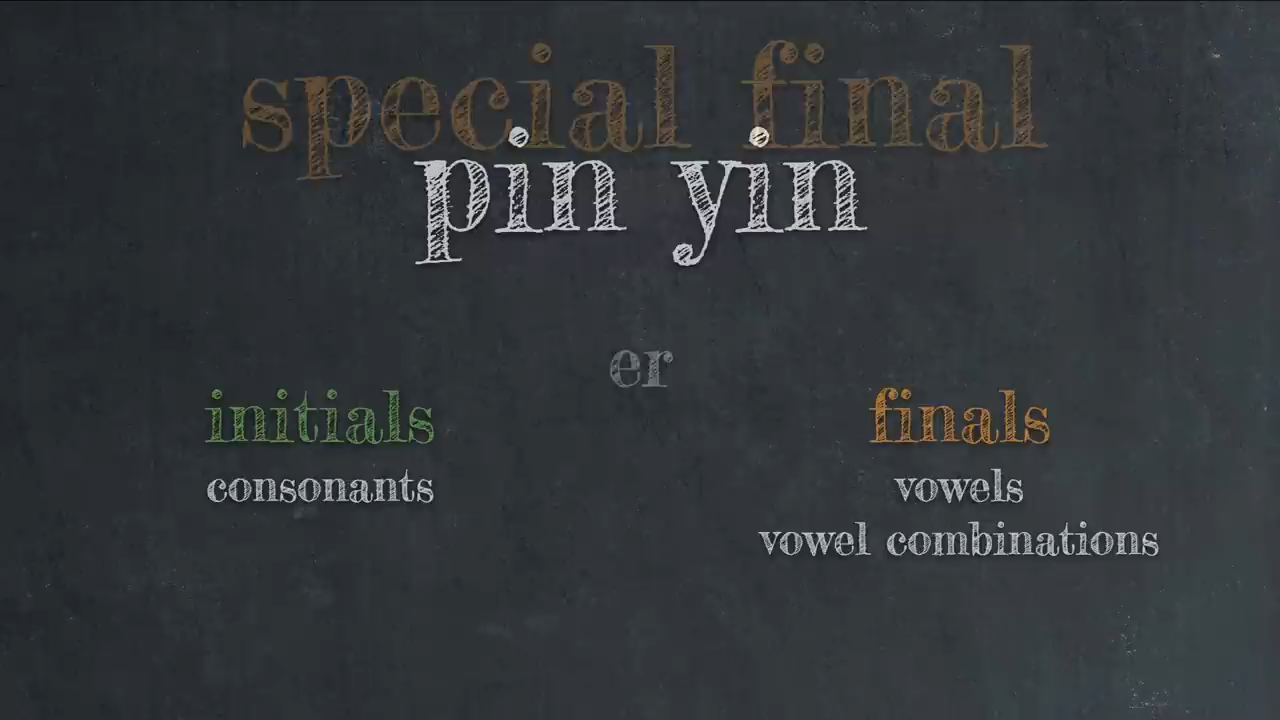 special final
pin yin
er
initials
finals
consonants
vowels
vowel combinations